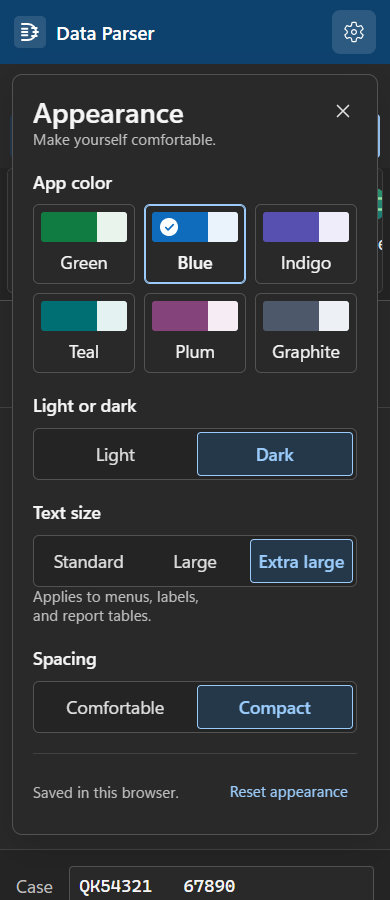 Data Parser
Appearance
Make yourself comfortable.
App color
Green
Blue
Indigo
Teal
Plum
Graphite
Light or dark
Light
Dark
Text size
Standard
Large
Extra large
Applies to menus, labels,
and report tables.
Spacing
Comfortable
Compact
Saved in this browser.
Reset appearance
Case
QK54321 67890